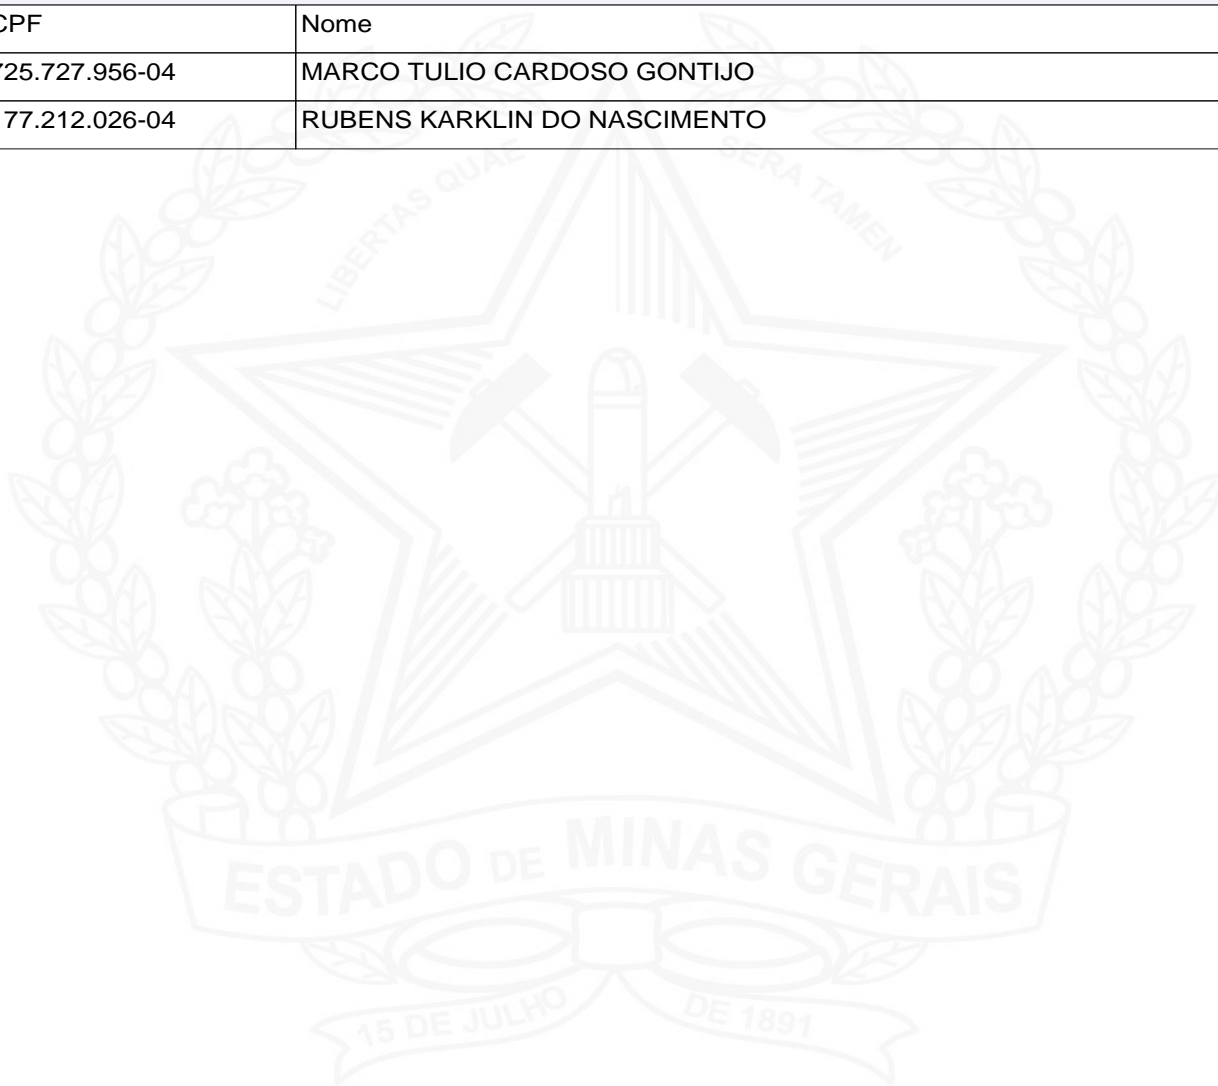 CPF Nome
725.727.956-04 MARCO TULIO CARDOSO GONTIJO
77.212.026-04 RUBENS KARKLIN DO NASCIMENTO
LIBERTAS QUAE SERA TAMEN
ESTADO DE MINAS GERAIS
15 DE JULHO DE 1891